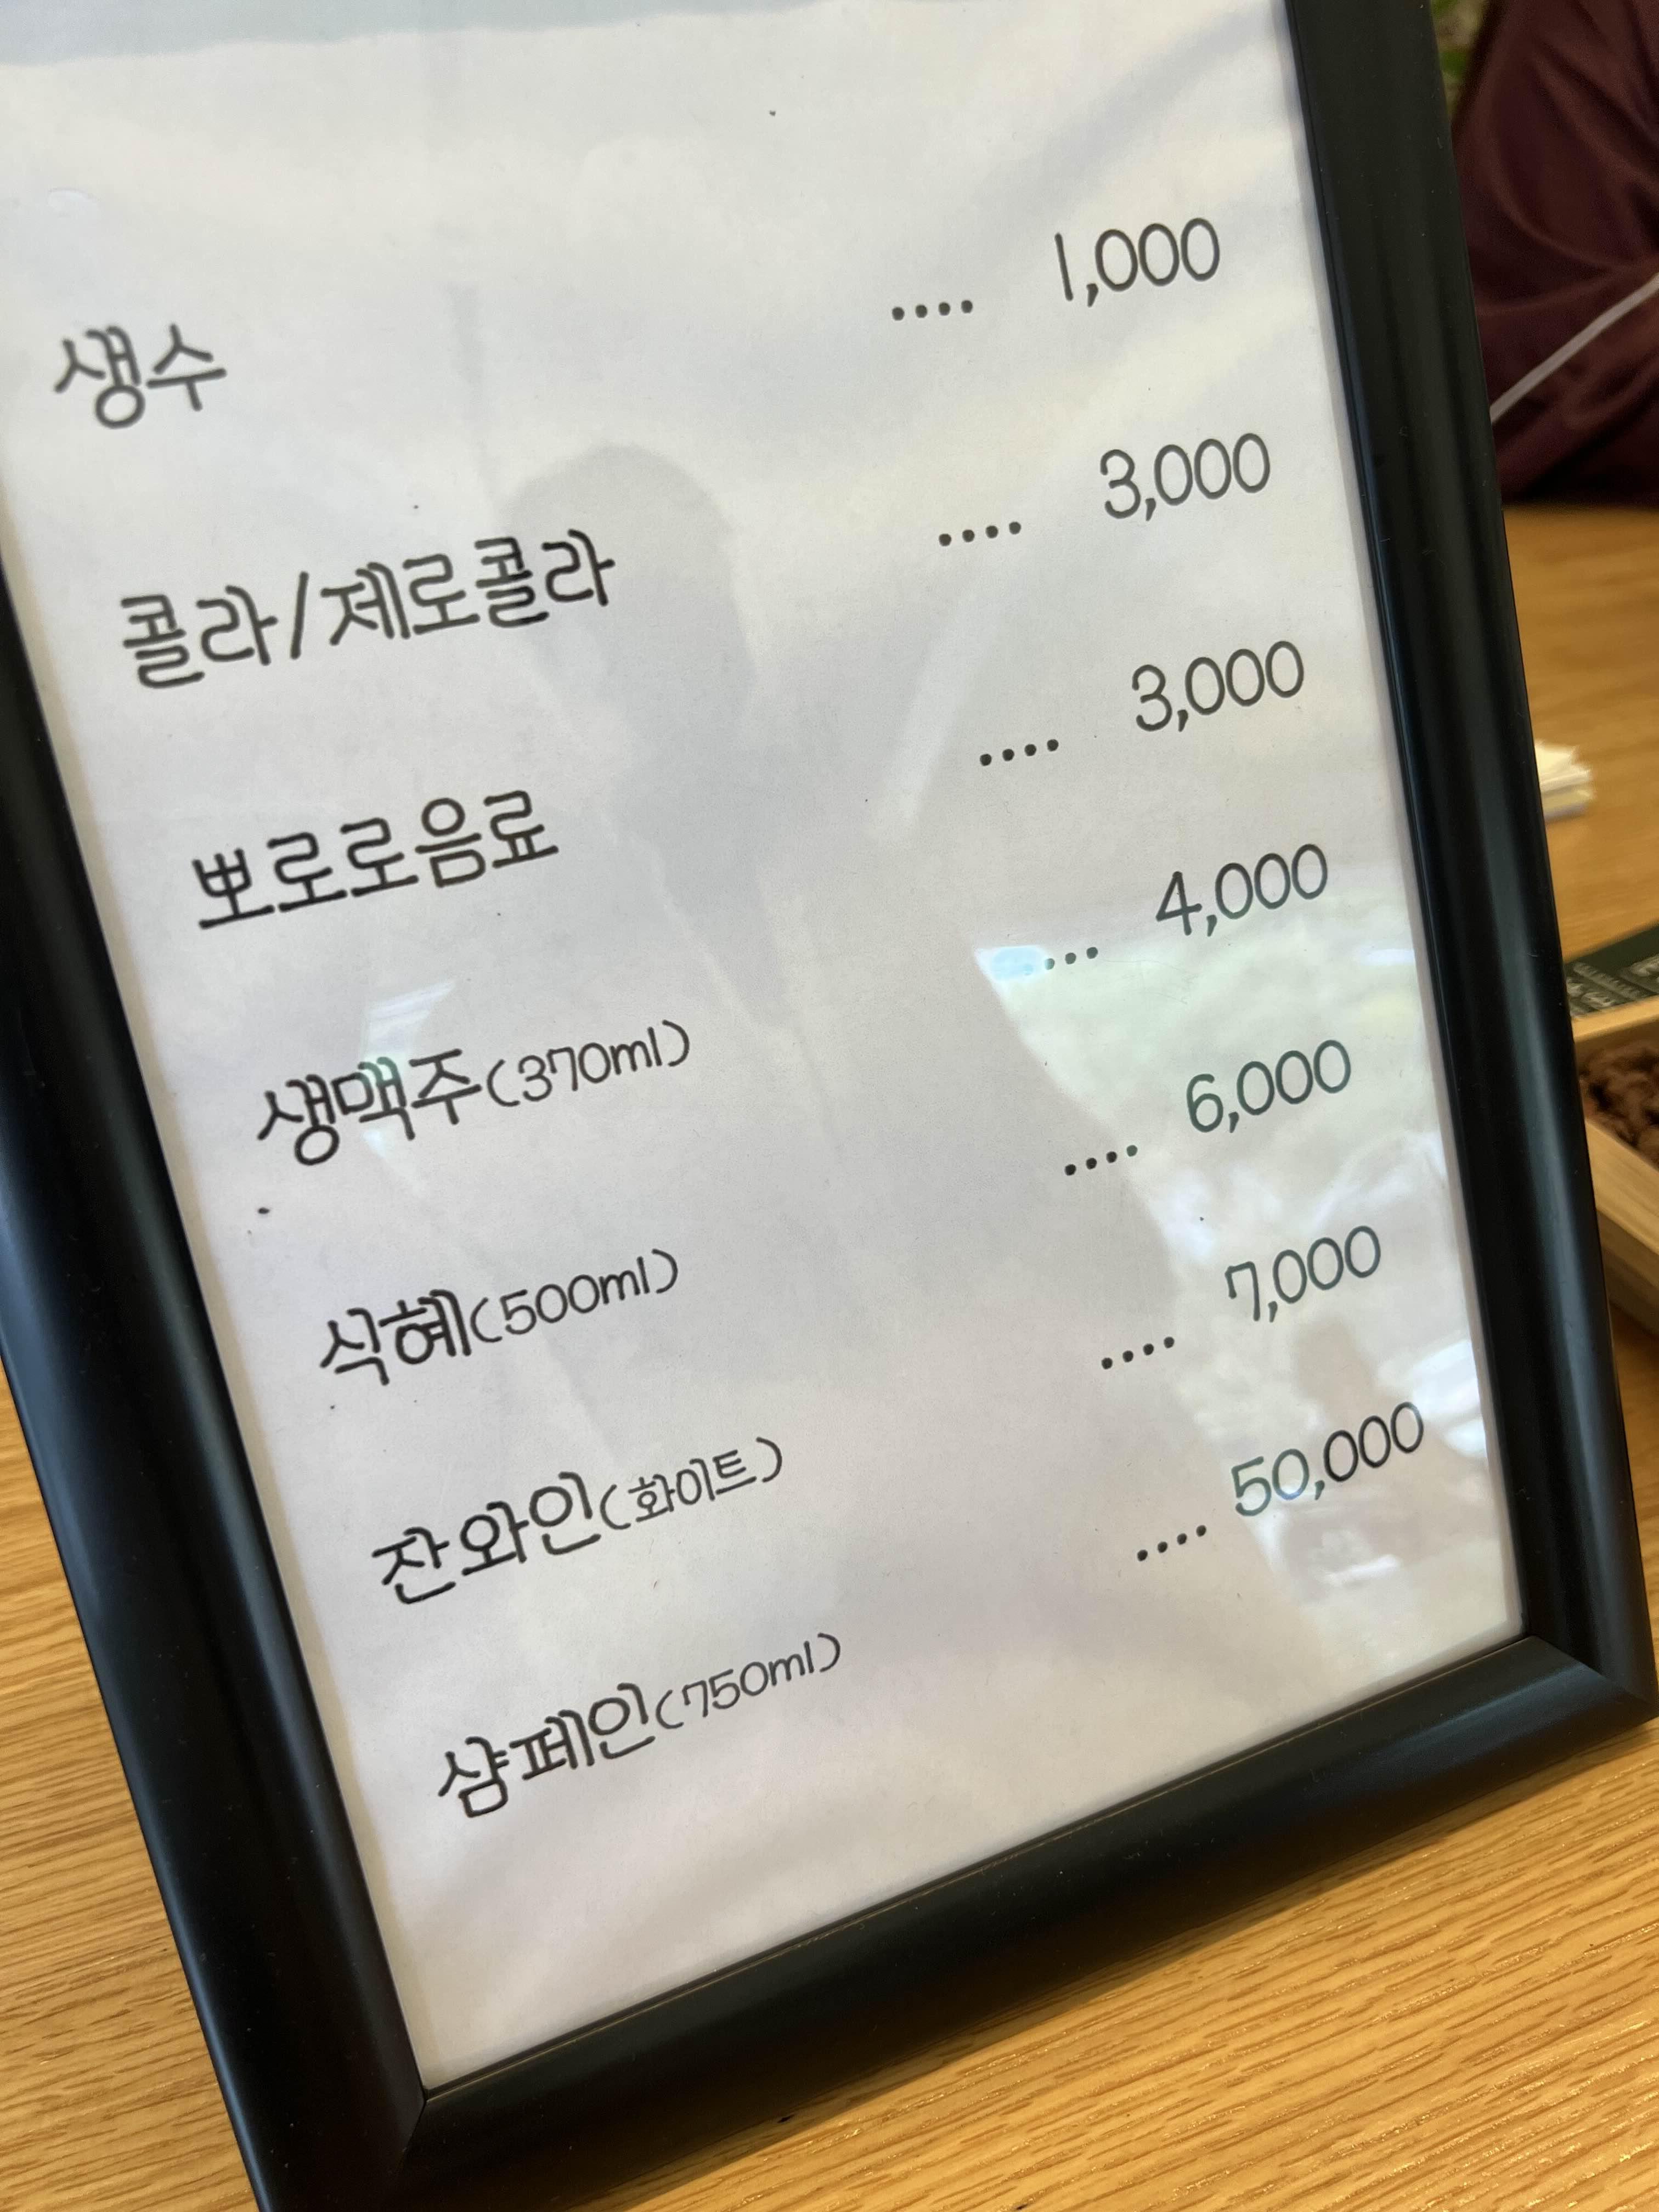 생수 .... 1,000
콜라/제로콜라 .... 3,000
뽀로로음료 .... 3,000
생맥주(370ml) .... 4,000
식혜(500ml) .... 6,000
잔와인(화이트) .... 7,000
샴페인(750ml) .... 50,000